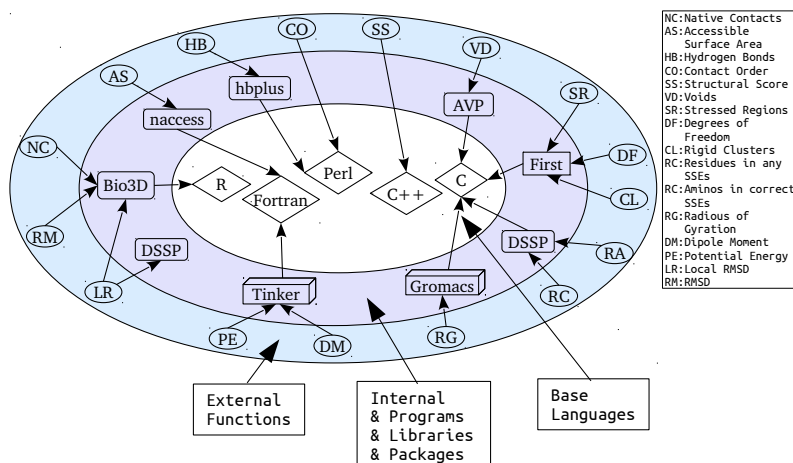 CO
SS
HB
VD
AS
hbplus
AVP
SR
naccess
NC
First
DF
Perl
Bio3D
R
C
Fortran
C++
CL
RM
DSSP
DSSP
RA
LR
Tinker
Gromacs
RC
PE
DM
RG
External
Functions
Internal
& Programs
& Libraries
& Packages
Base
Languages
NC:Native Contacts
AS:Accessible
Surface Area
HB:Hydrogen Bonds
CO:Contact Order
SS:Structural Score
VD:Voids
SR:Stressed Regions
DF:Degrees of
Freedom
CL:Rigid Clusters
RC:Residues in any
SSEs
RC:Aminos in correct
SSEs
RG:Radious of
Gyration
DM:Dipole Moment
PE:Potential Energy
LR:Local RMSD
RM:RMSD